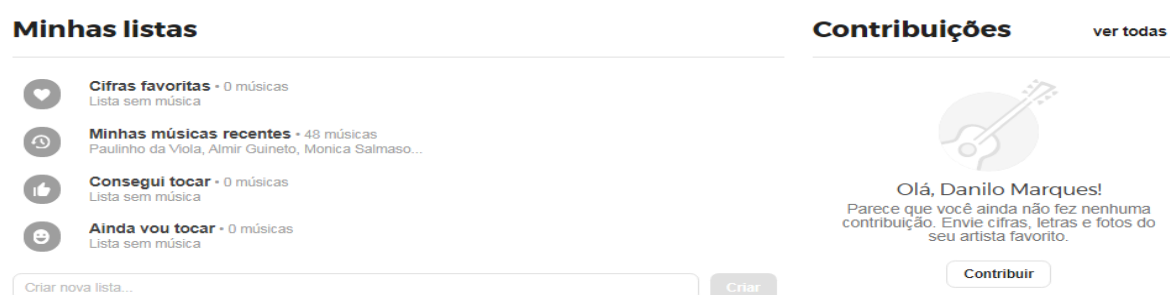 Minhas listas
Cifras favoritas • 0 músicas
Lista sem música
Minhas músicas recentes • 48 músicas
Paulinho da Viola, Almir Guineto, Monica Salmaso...
Consegui tocar • 0 músicas
Lista sem música
Ainda vou tocar • 0 músicas
Lista sem música
Criar nova lista...
Criar
Contribuições
ver todas
Olá, Danilo Marques!
Parece que você ainda não fez nenhuma
contribuição. Envie cifras, letras e fotos do
seu artista favorito.
Contribuir